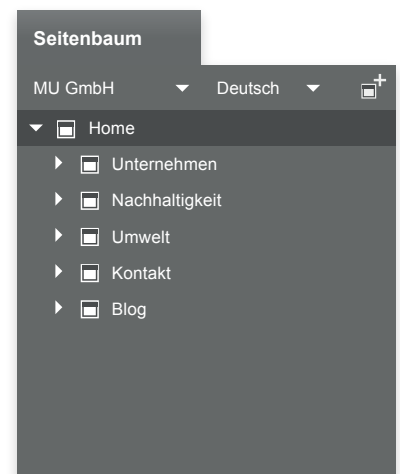 Seitenbaum
MU GmbH Deutsch
Home
Unternehmen
Nachhaltigkeit
Umwelt
Kontakt
Blog